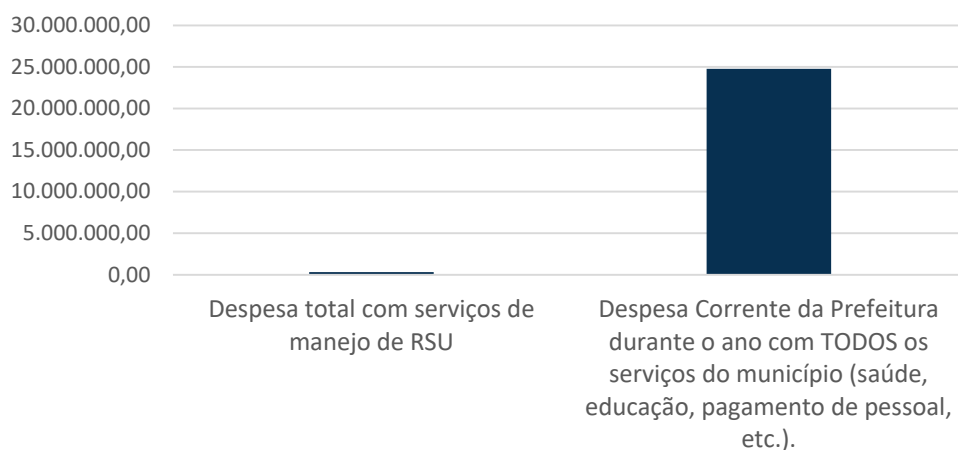 30.000.000,00
25.000.000,00
20.000.000,00
15.000.000,00
10.000.000,00
5.000.000,00
0,00
Despesa total com serviços de
manejo de RSU
Despesa Corrente da Prefeitura
durante o ano com TODOS os
serviços do município (saúde,
educação, pagamento de pessoal,
etc.).